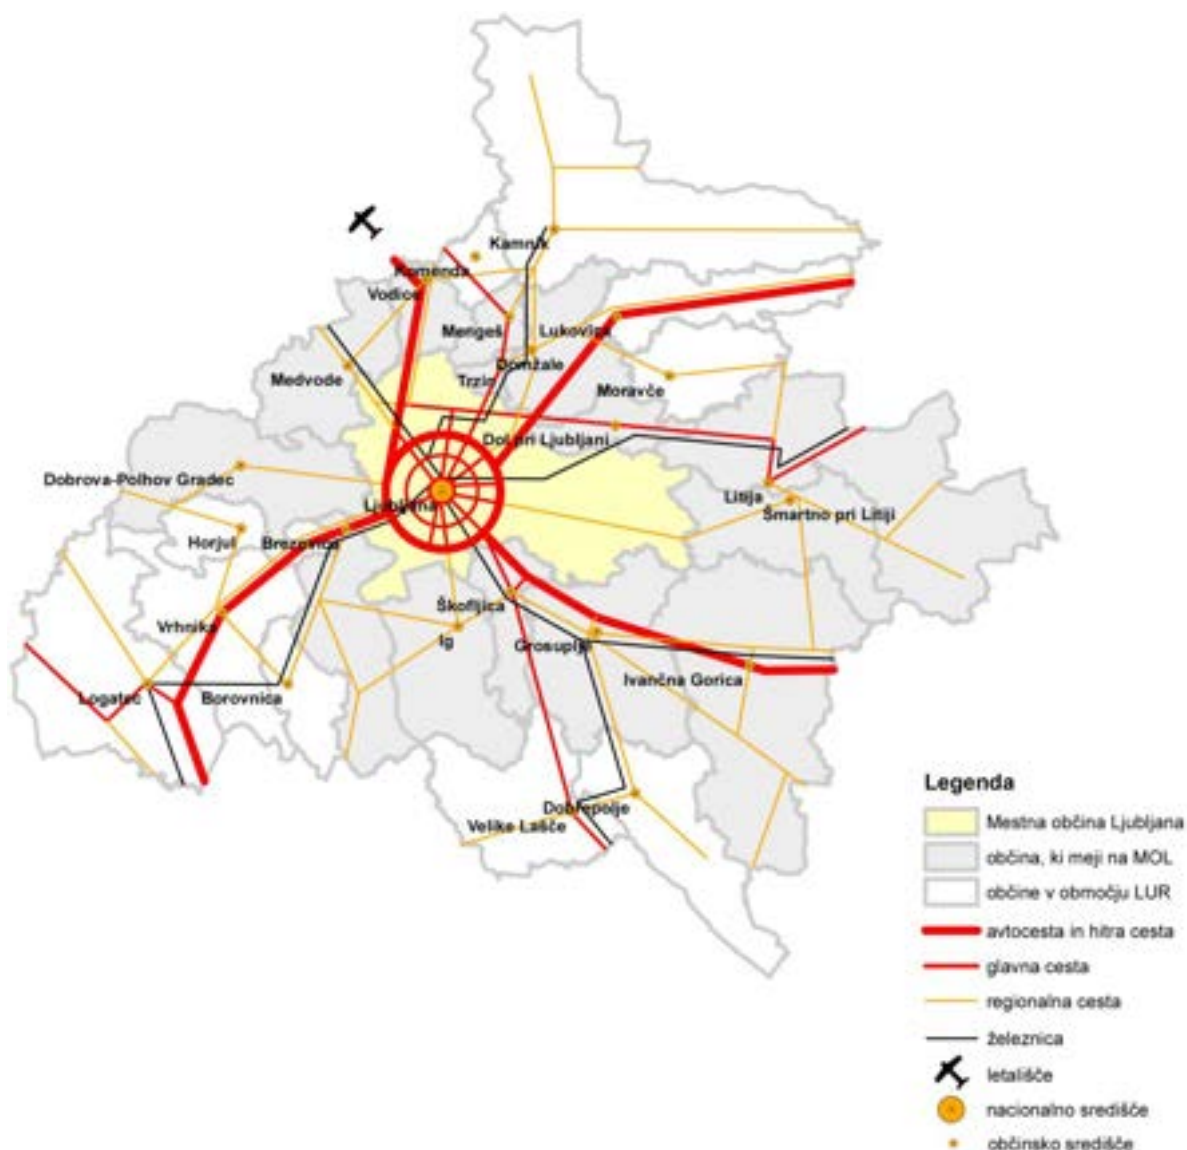 Kamnik
Komenda
Vodice
Mengeš
Lukovica
Domžale
Trzin
Medvode
Moravče
Dol pri Ljubljani
Dobrova-Polhov Gradec
Litija
Ljubljana
Šmartno pri Litiji
Horjul
Brezovica
Škofljica
Vrhnika
Ig
Grosuplje
Ivančna Gorica
Logatec
Borovnica
Dobrepolje
Velike Lašče
Legenda
Mestna občina Ljubljana
občina, ki meji na MOL
občine v območju LUR
avtocesta in hitra cesta
glavna cesta
regionalna cesta
železnica
letališče
nacionalno središče
občinsko središče